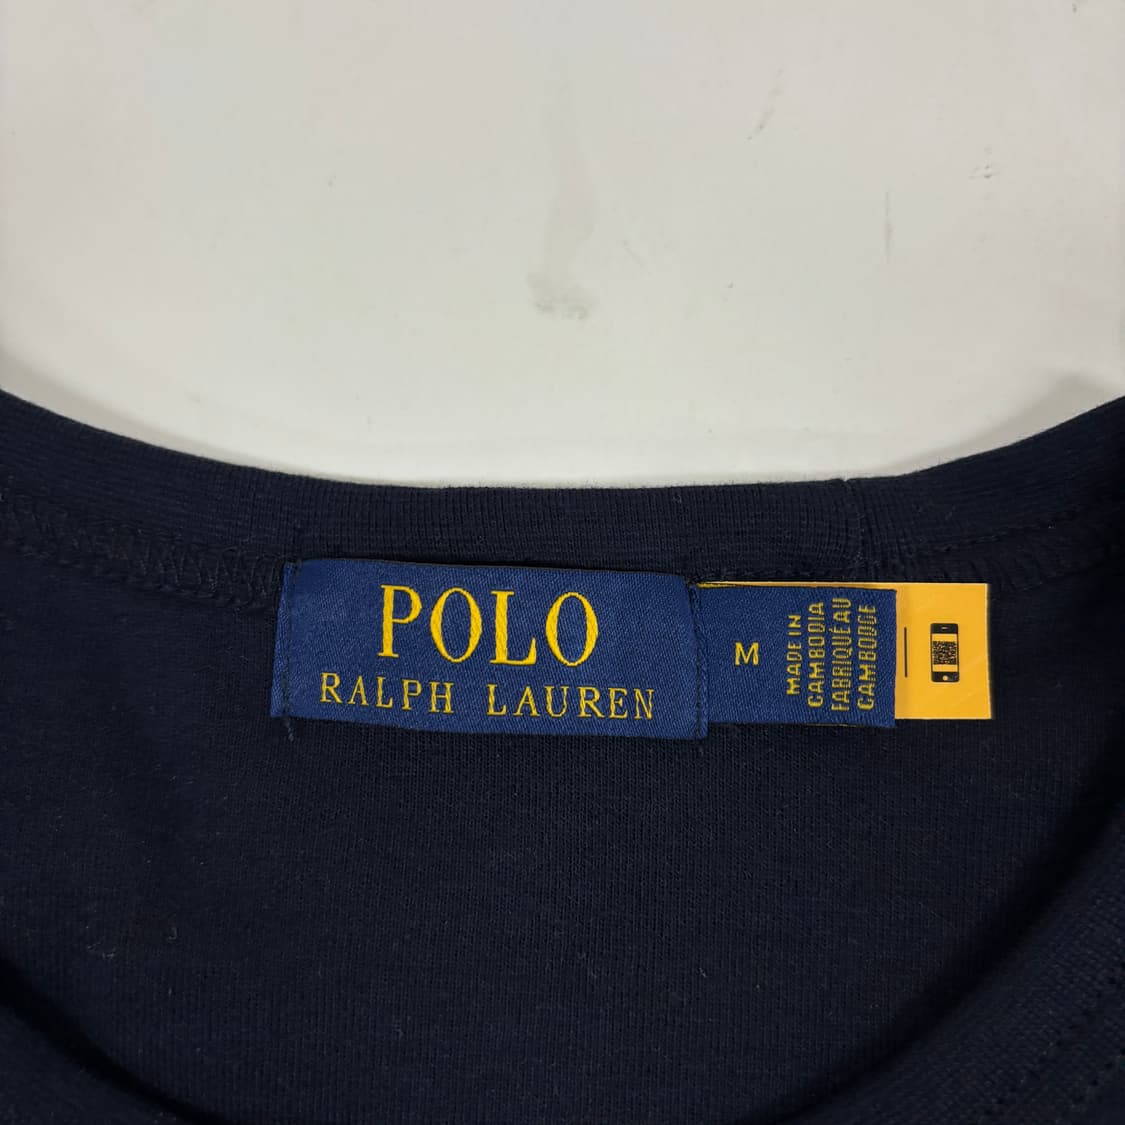 POLO
RALPH LAUREN
M
MADE IN
CAMBODIA
FABRIQUÉ AU
CAMBODGE